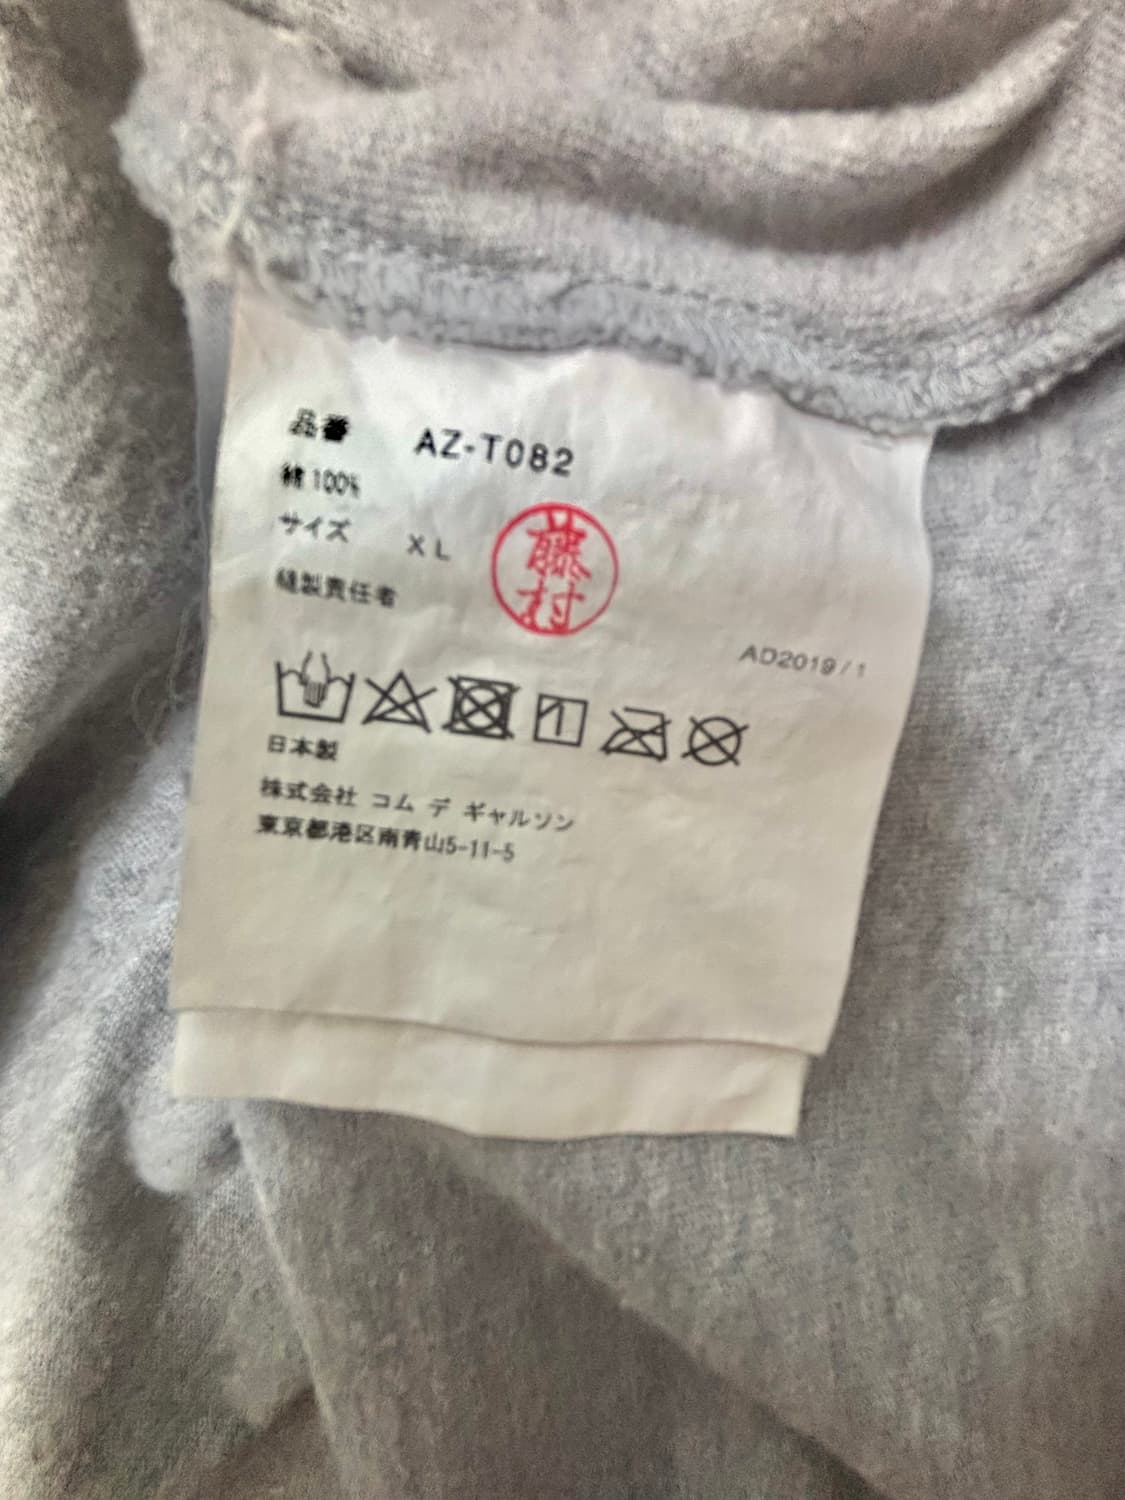 品番 AZ-T082
綿100%
サイズ XL
藤村
縫製責任者
AD2019/1
日本製
株式会社 コム デ ギャルソン
東京都港区南青山5-11-5